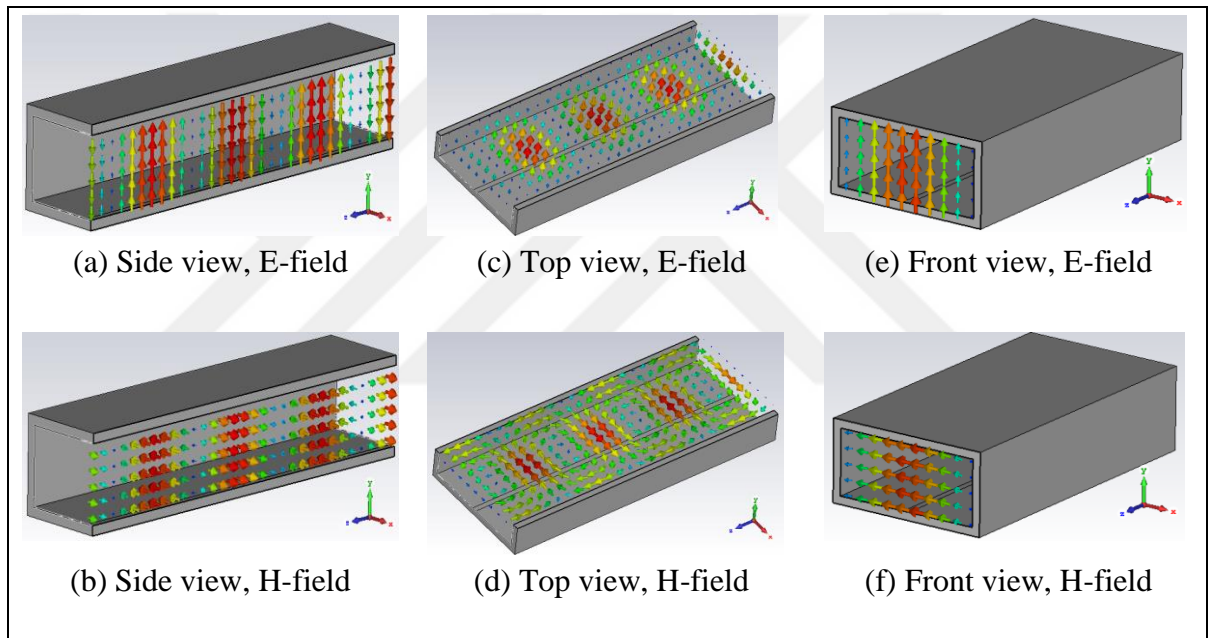 (a) Side view, E-field
(c) Top view, E-field
(e) Front view, E-field
(b) Side view, H-field
(d) Top view, H-field
(f) Front view, H-field